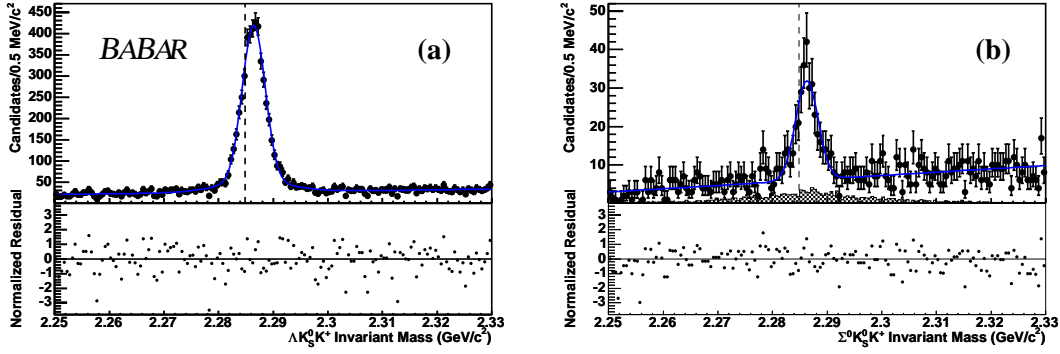 Candidates/0.5 MeV/c²
450
400
350
300
250
200
150
100
50
BABAR
(a)
Normalized Residual
3
2
1
0
-1
-2
-3
2.25 2.26 2.27 2.28 2.29 2.3 2.31 2.32 2.33
ΛK⁰SK⁺ Invariant Mass (GeV/c²)
Candidates/0.5 MeV/c²
50
40
30
20
10
(b)
Normalized Residual
3
2
1
0
-1
-2
-3
2.25 2.26 2.27 2.28 2.29 2.3 2.31 2.32 2.33
Σ⁰K⁰SK⁺ Invariant Mass (GeV/c²)